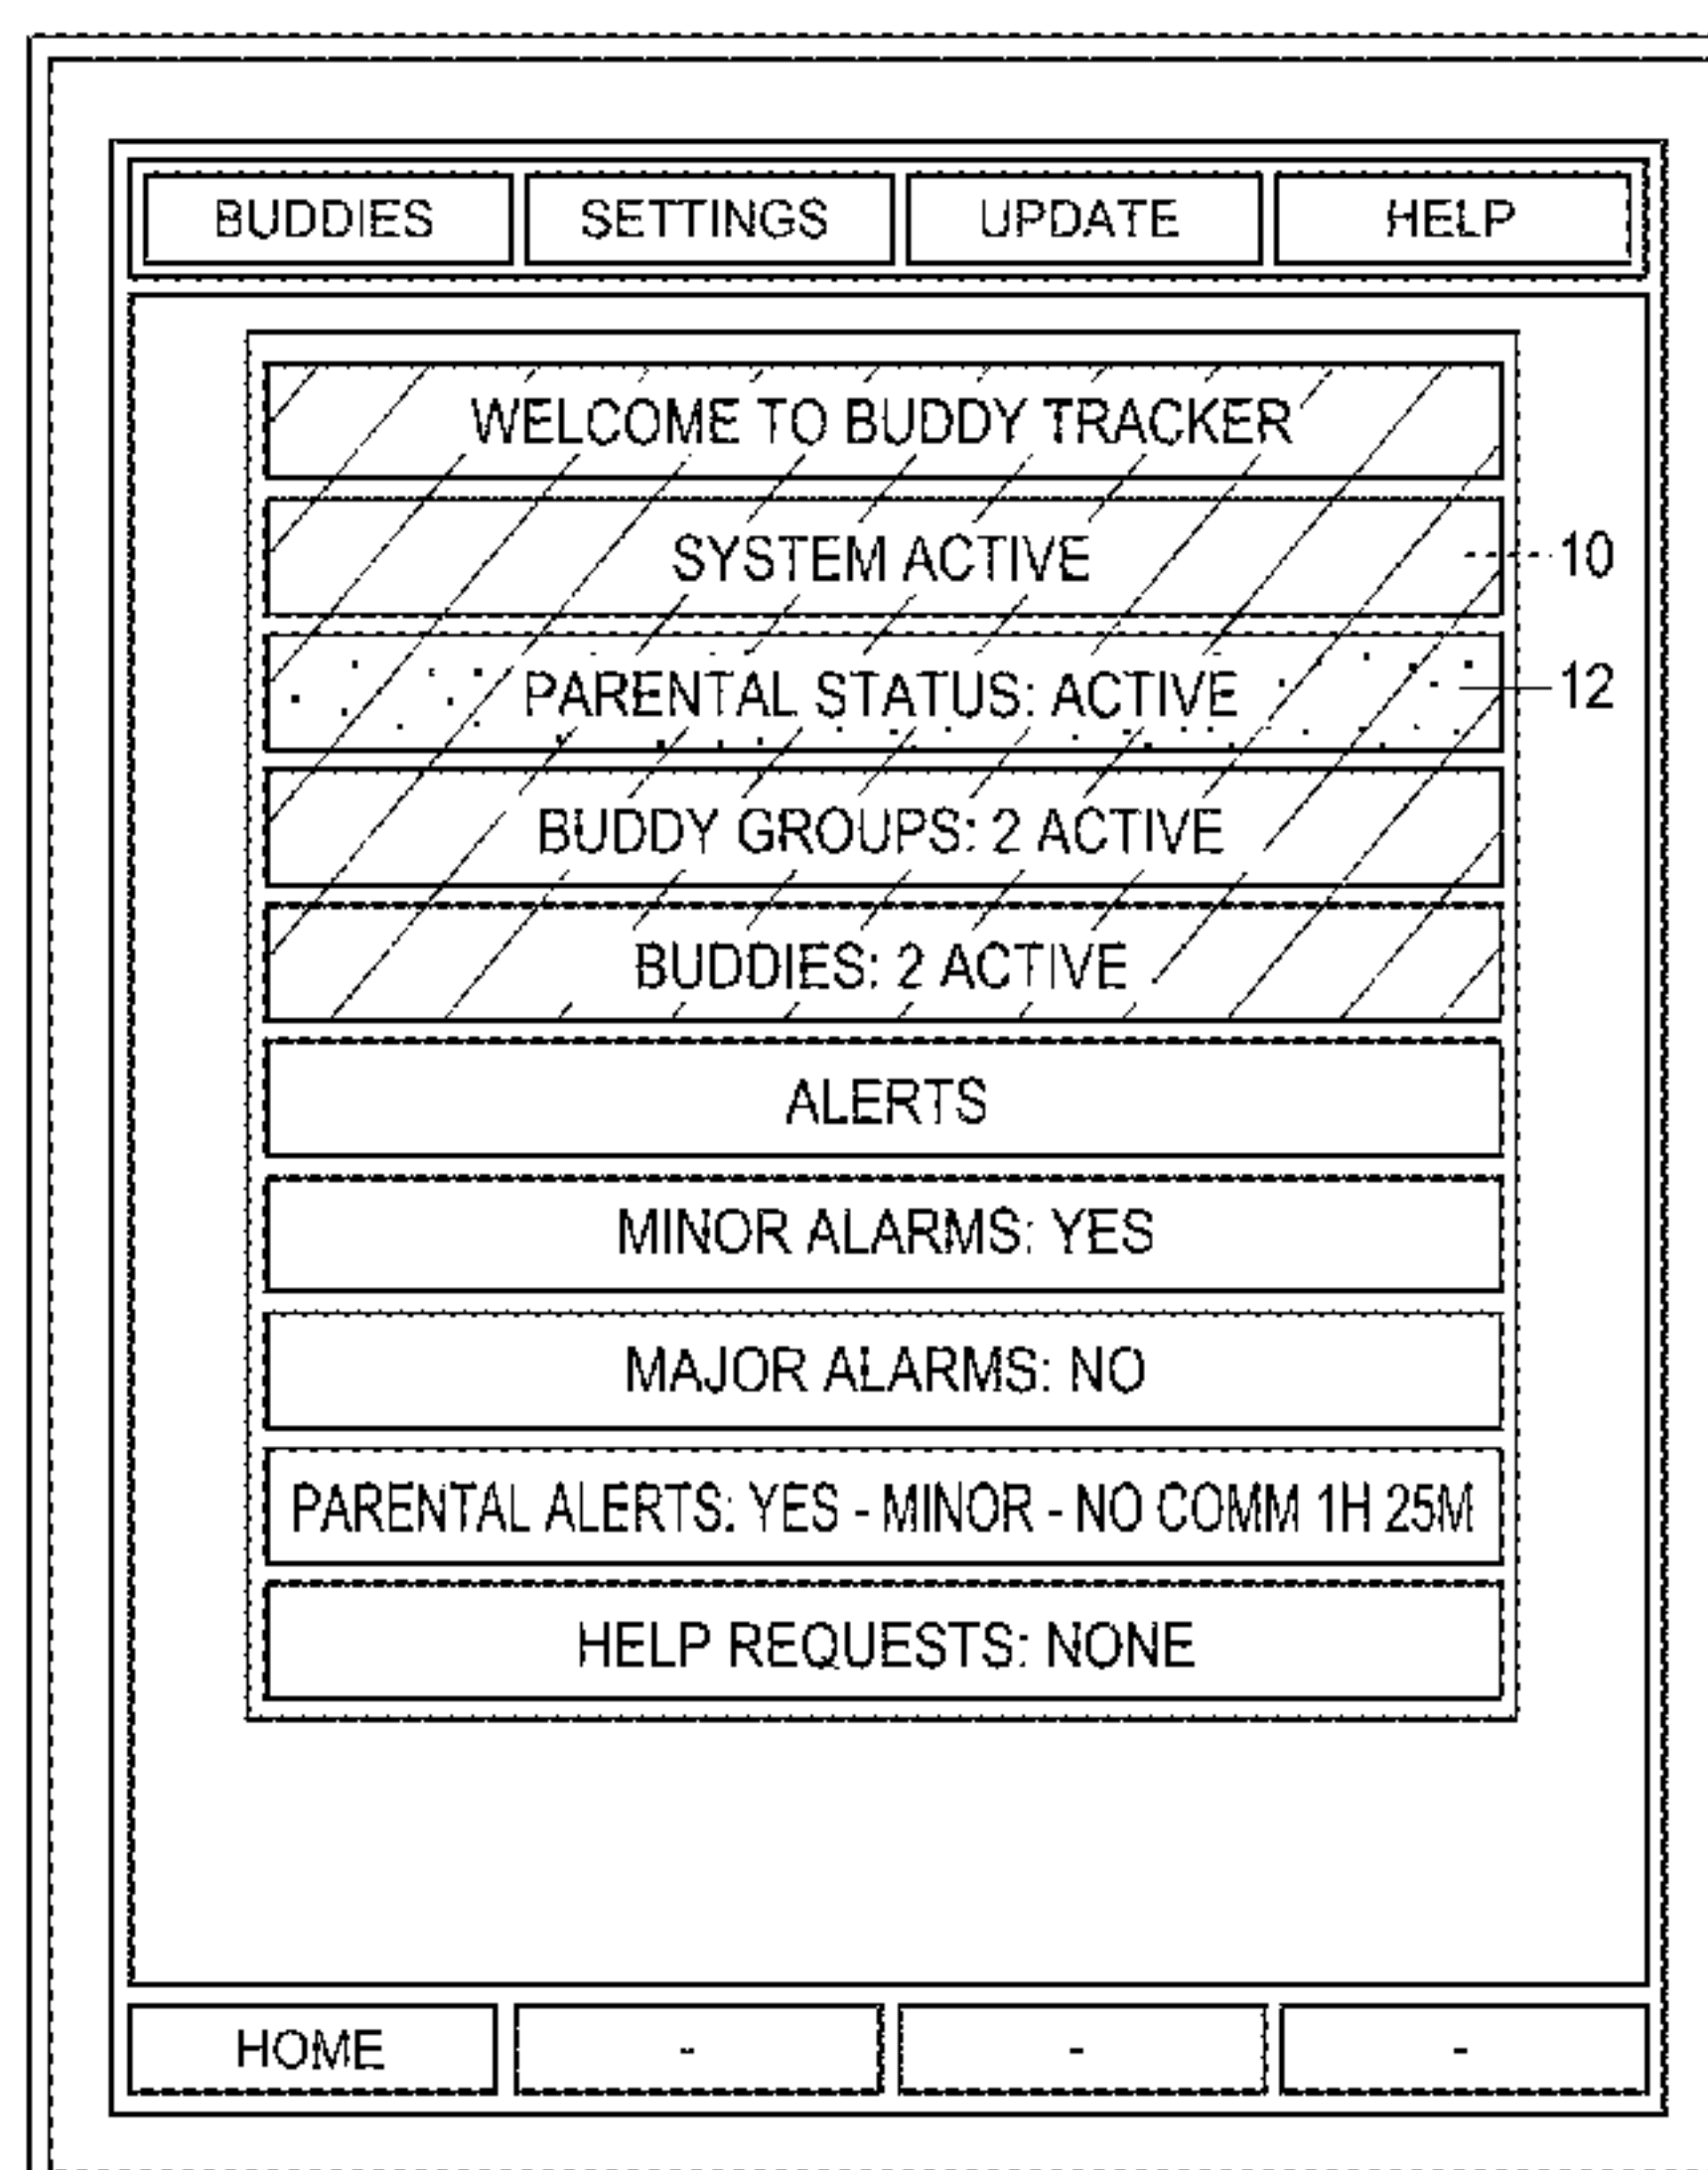 BUDDIES SETTINGS UPDATE HELP
WELCOME TO BUDDY TRACKER
SYSTEM ACTIVE 10
PARENTAL STATUS: ACTIVE 12
BUDDY GROUPS: 2 ACTIVE
BUDDIES: 2 ACTIVE
ALERTS
MINOR ALARMS: YES
MAJOR ALARMS: NO
PARENTAL ALERTS: YES - MINOR - NO COMM 1H 25M
HELP REQUESTS: NONE
HOME - - -